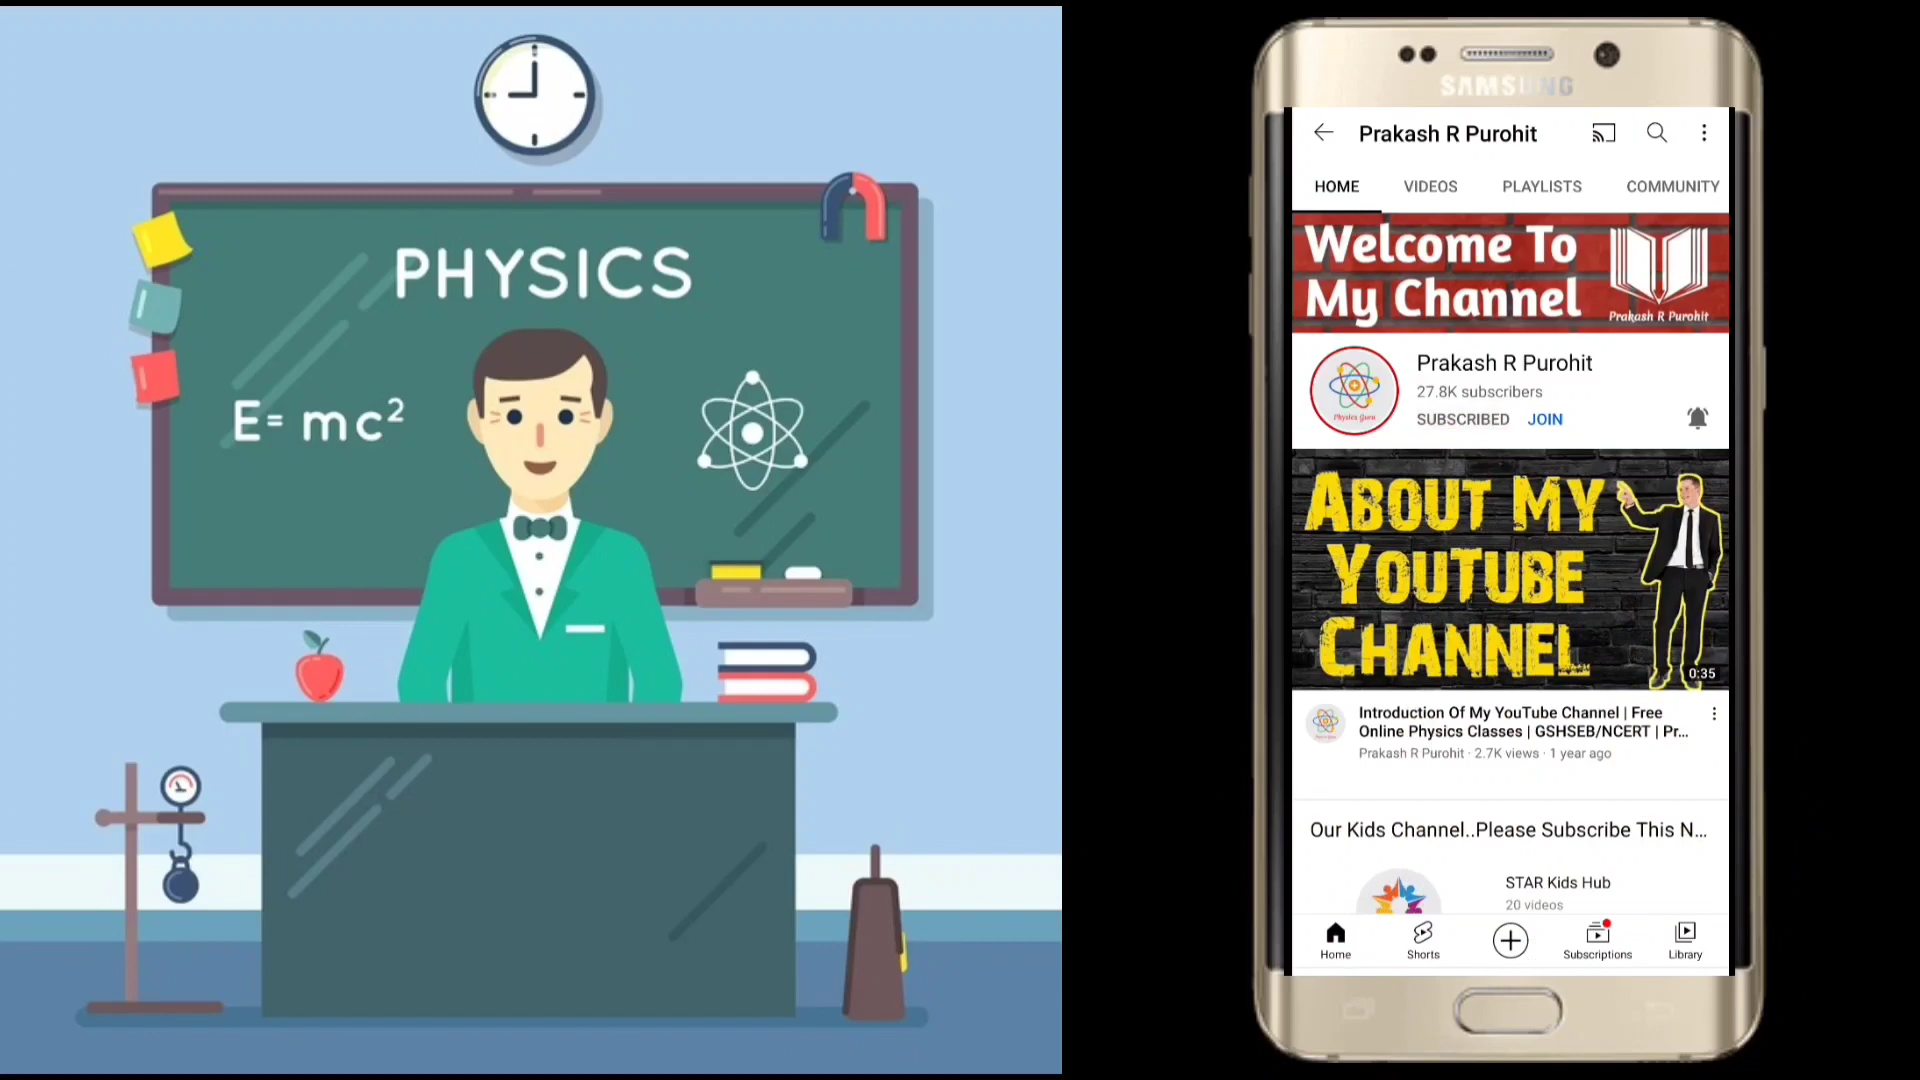 PHYSICS
E= mc²
SAMSUNG
Prakash R Purohit
HOME VIDEOS PLAYLISTS COMMUNITY
Welcome To
My Channel
Prakash R Purohit
Physics Guru
Prakash R Purohit
27.8K subscribers
SUBSCRIBED JOIN
ABOUT MY
YOUTUBE
CHANNEL
0:35
Introduction Of My YouTube Channel | Free
Online Physics Classes | GSHSEB/NCERT | Pr...
Prakash R Purohit · 2.7K views · 1 year ago
Our Kids Channel..Please Subscribe This N...
STAR Kids Hub
20 videos
Home Shorts Subscriptions Library